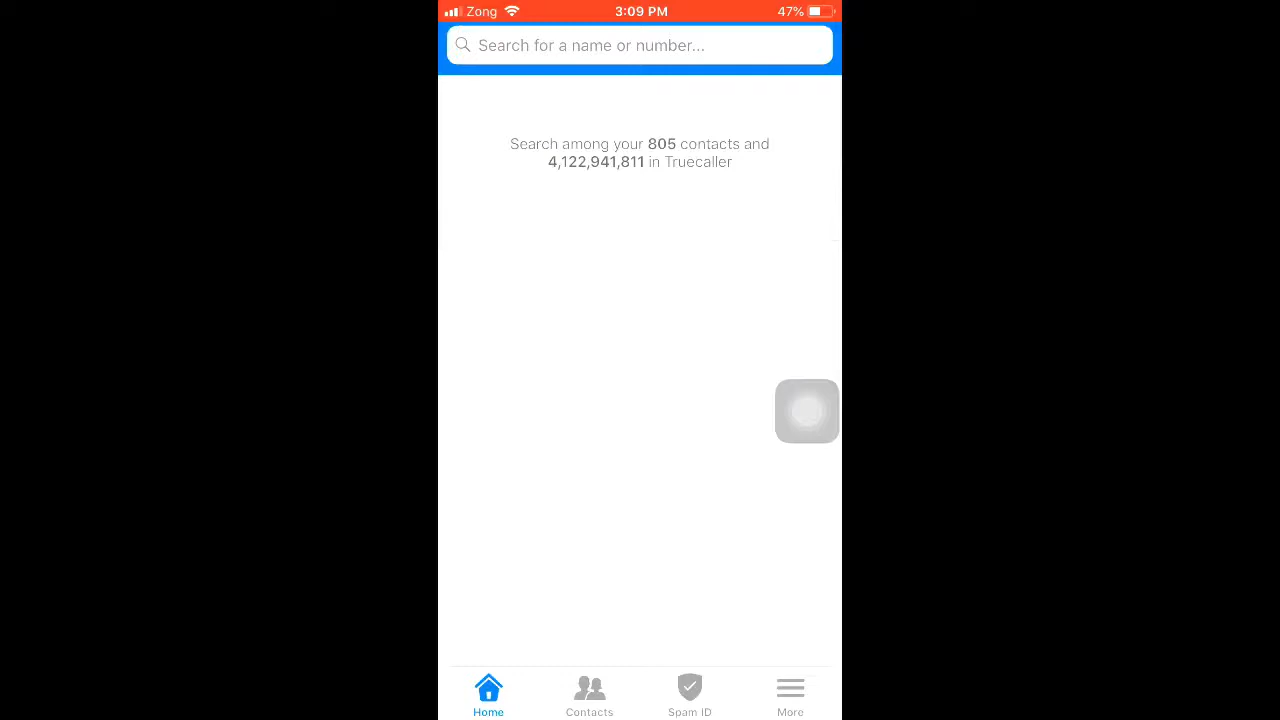 Zong 3:09 PM 47%
Search for a name or number...
Search among your 805 contacts and
4,122,941,811 in Truecaller
Home Contacts Spam ID More